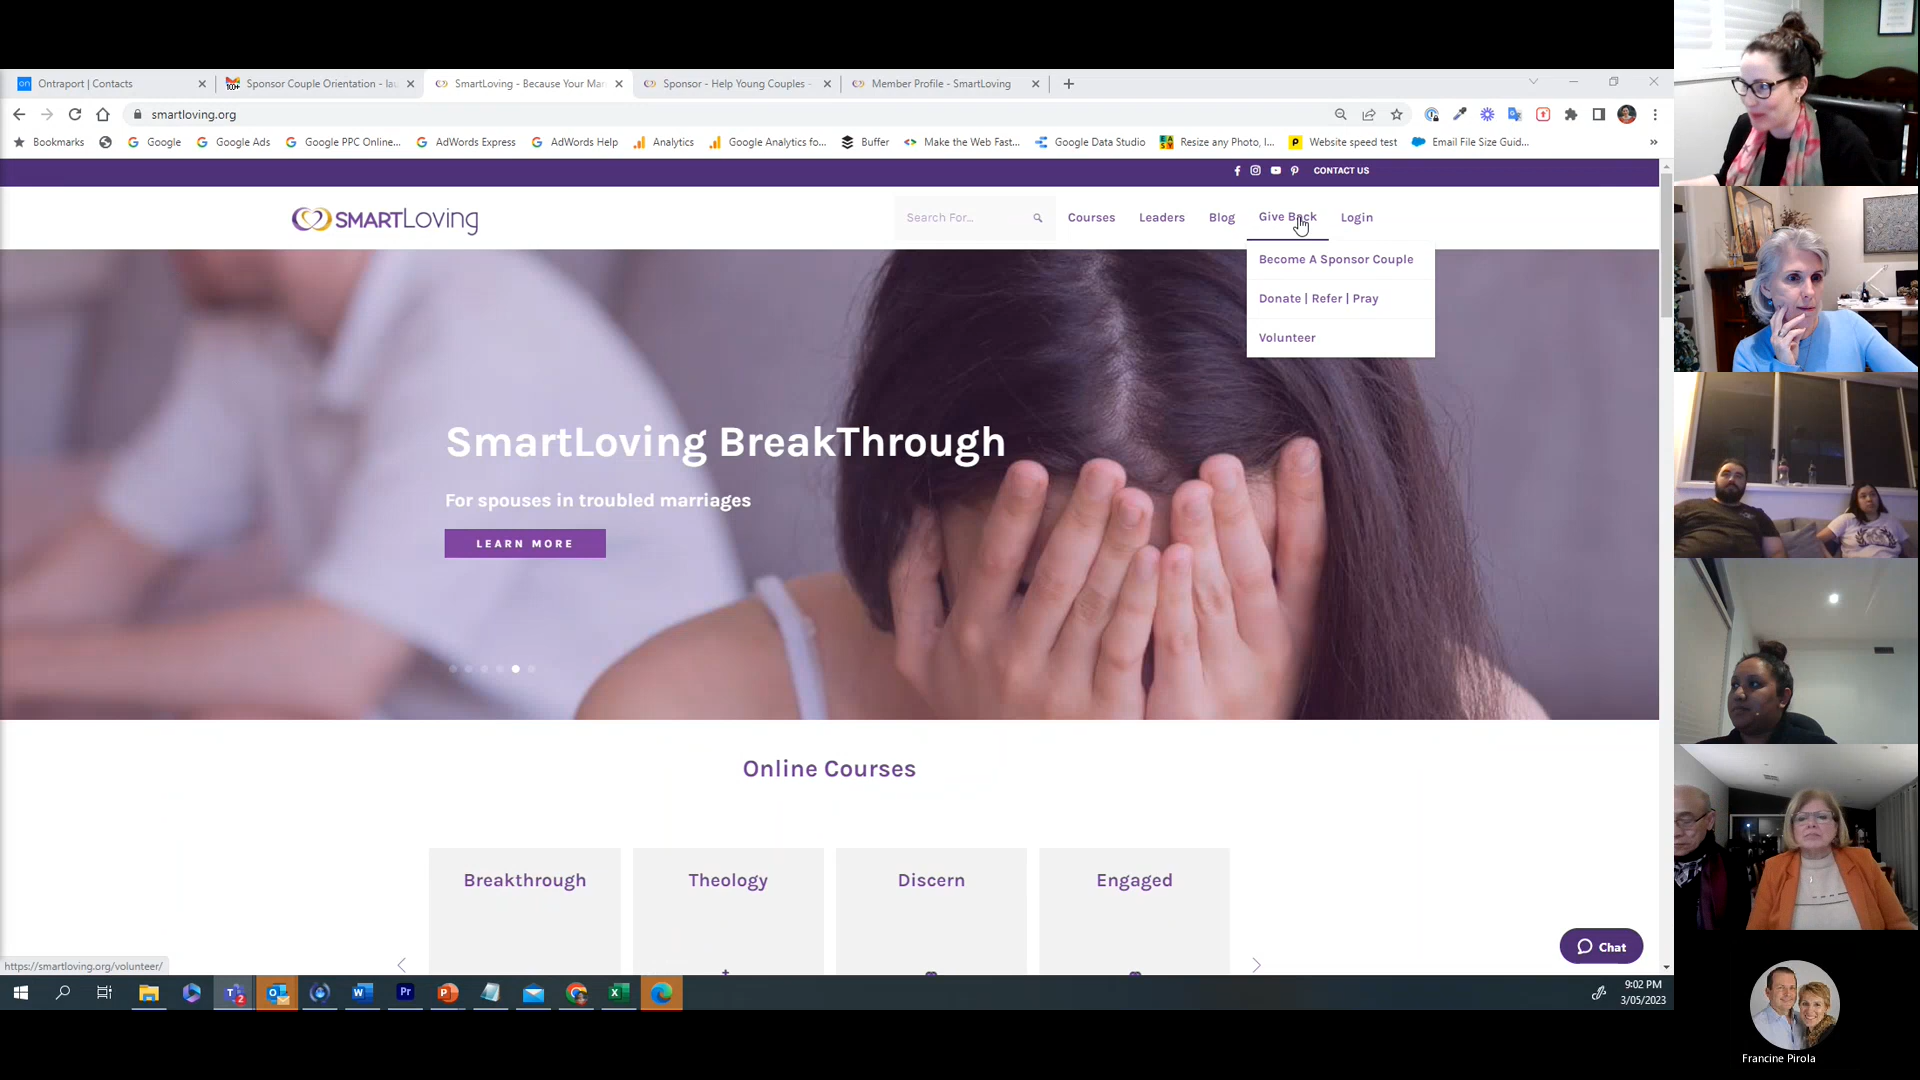 Ontraport | Contacts
Sponsor Couple Orientation - lau
SmartLoving - Because Your Mar
Sponsor - Help Young Couples -
Member Profile - SmartLoving
smartloving.org
Bookmarks
Google
Google Ads
Google PPC Online...
AdWords Express
AdWords Help
Analytics
Google Analytics fo...
Buffer
Make the Web Fast...
Google Data Studio
Resize any Photo, I...
Website speed test
Email File Size Guid...
CONTACT US
SMARTLoving
Search For...
Courses
Leaders
Blog
Give Back
Login
Become A Sponsor Couple
Donate | Refer | Pray
Volunteer
SmartLoving BreakThrough
For spouses in troubled marriages
LEARN MORE
Online Courses
Breakthrough
Theology
Discern
Engaged
Chat
https://smartloving.org/volunteer/
9:02 PM
3/05/2023
Francine Pirola